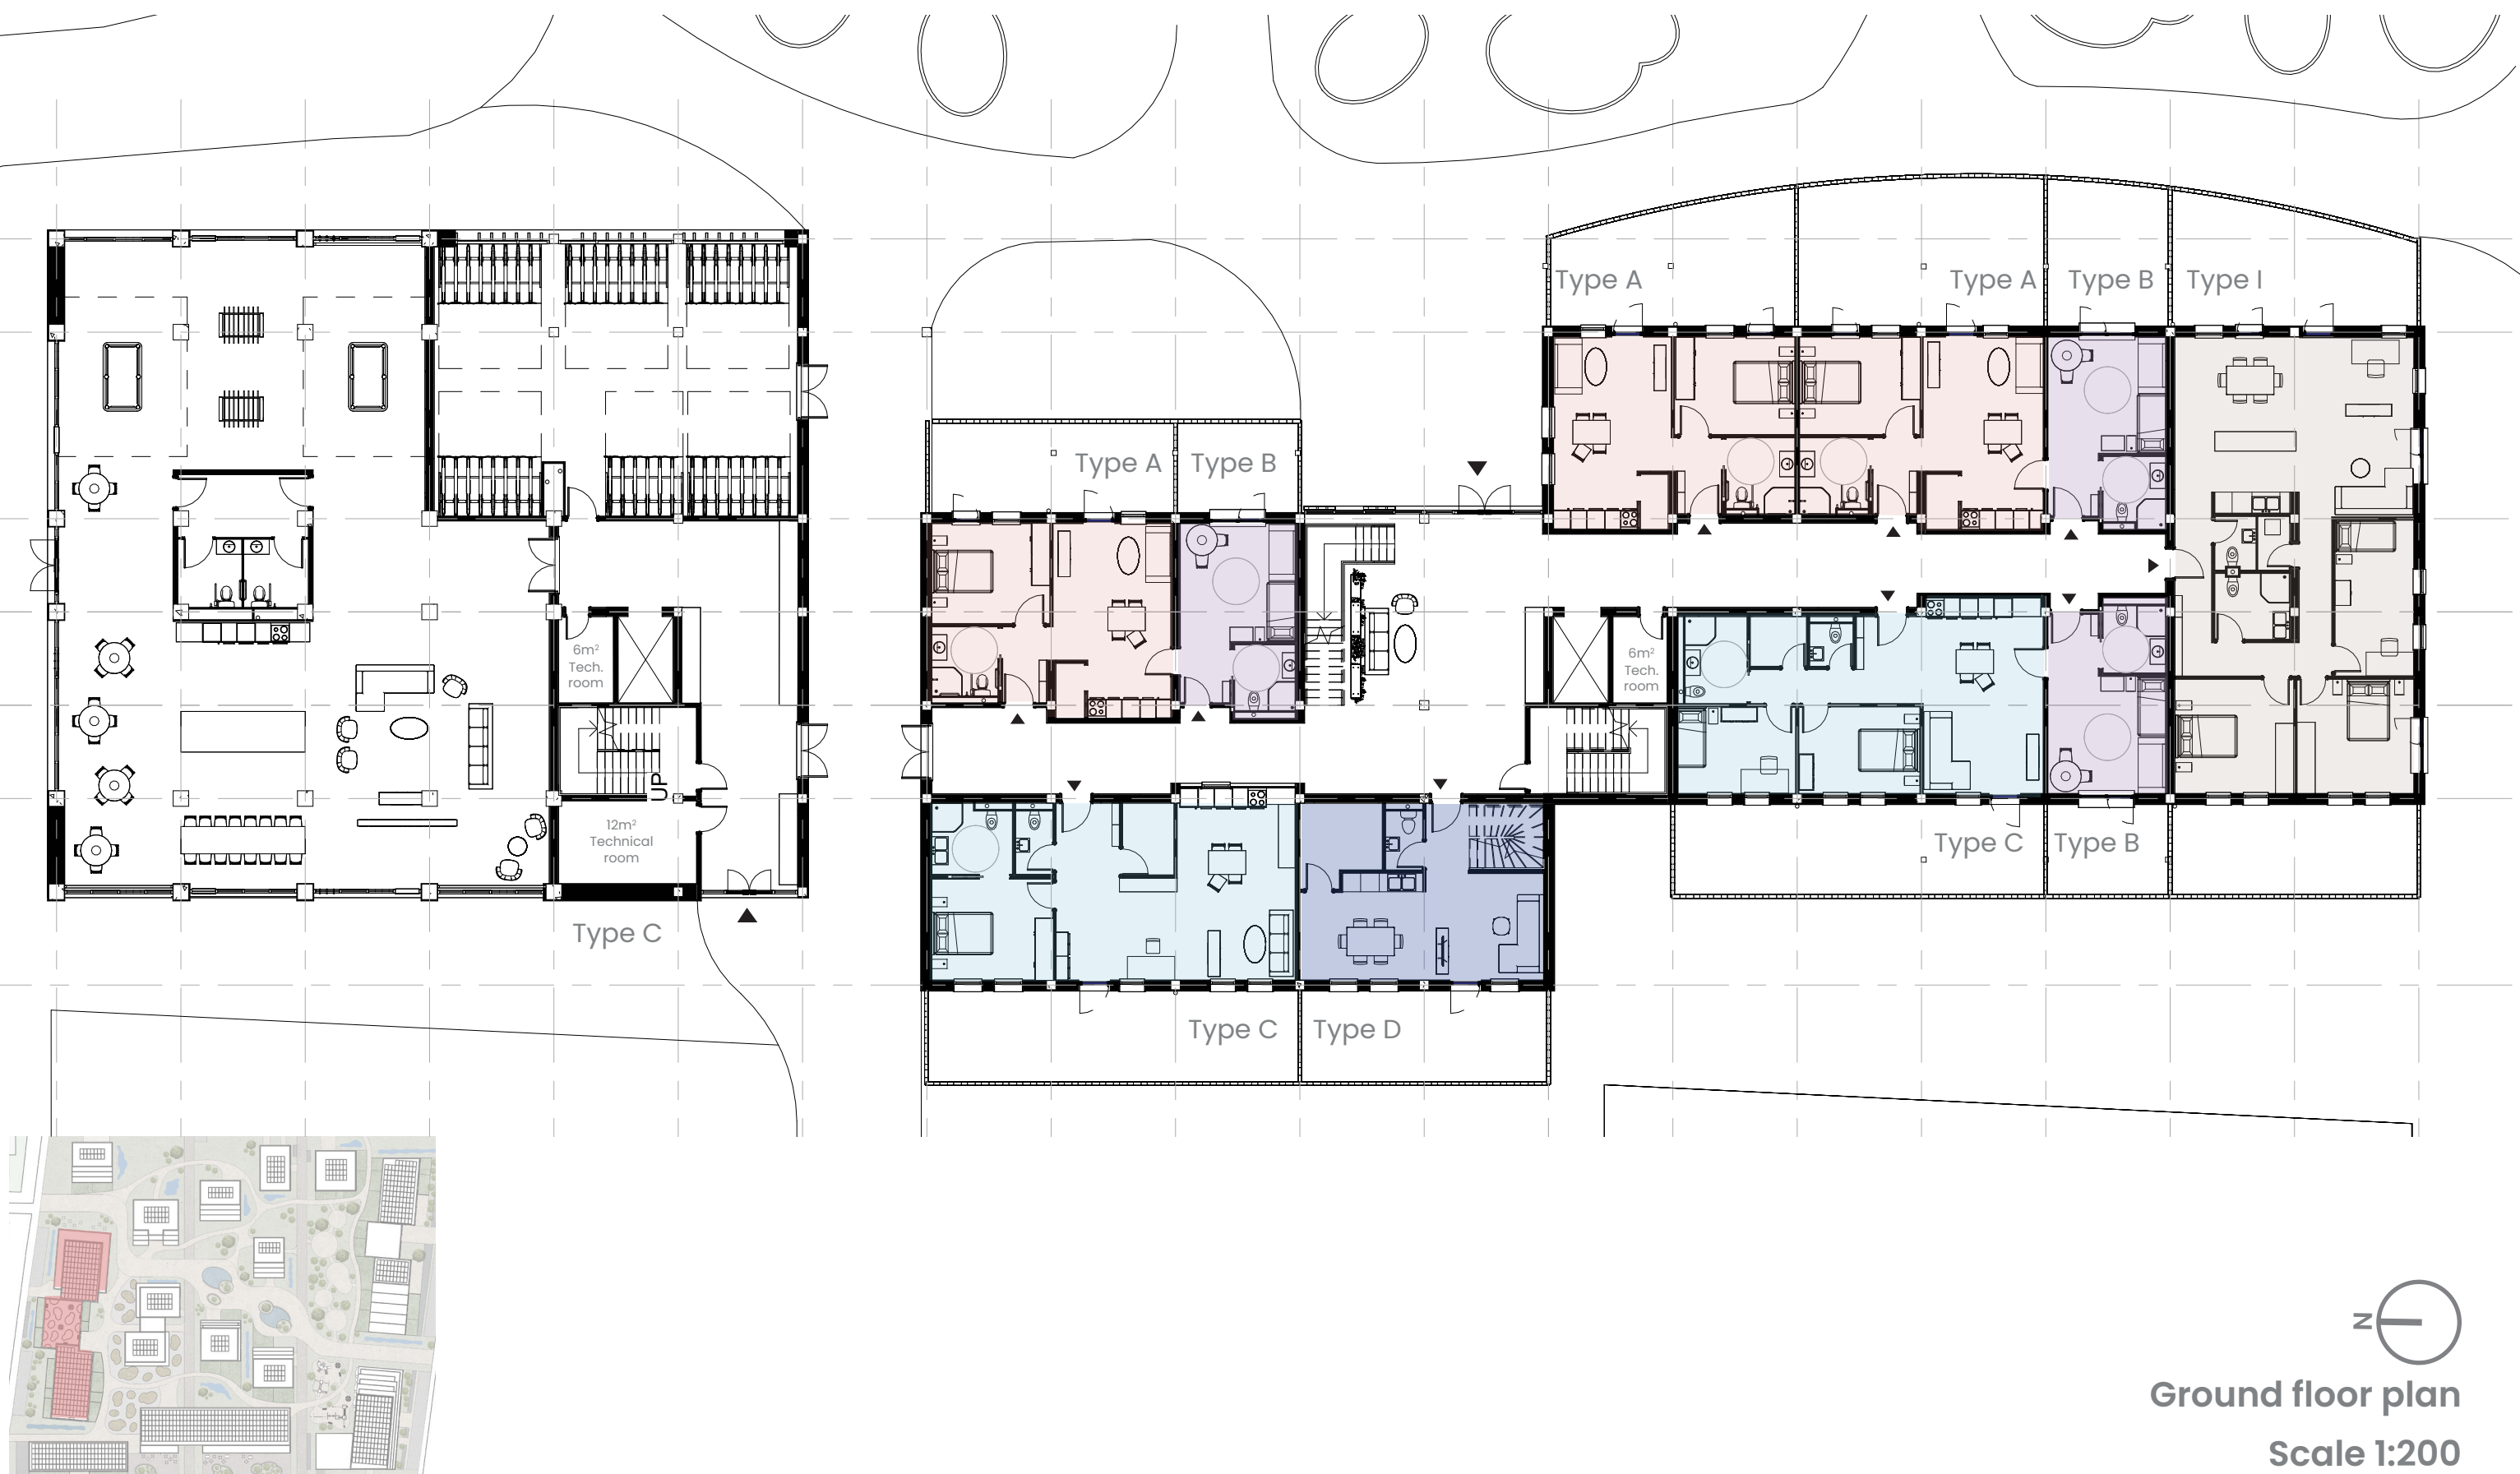 Type A
Type A
Type B
Type I
Type A
Type B
6m²
Tech.
room
6m²
Tech.
room
UP
12m²
Technical
room
Type C
Type B
Type C
Type C
Type D
N
Ground floor plan
Scale 1:200